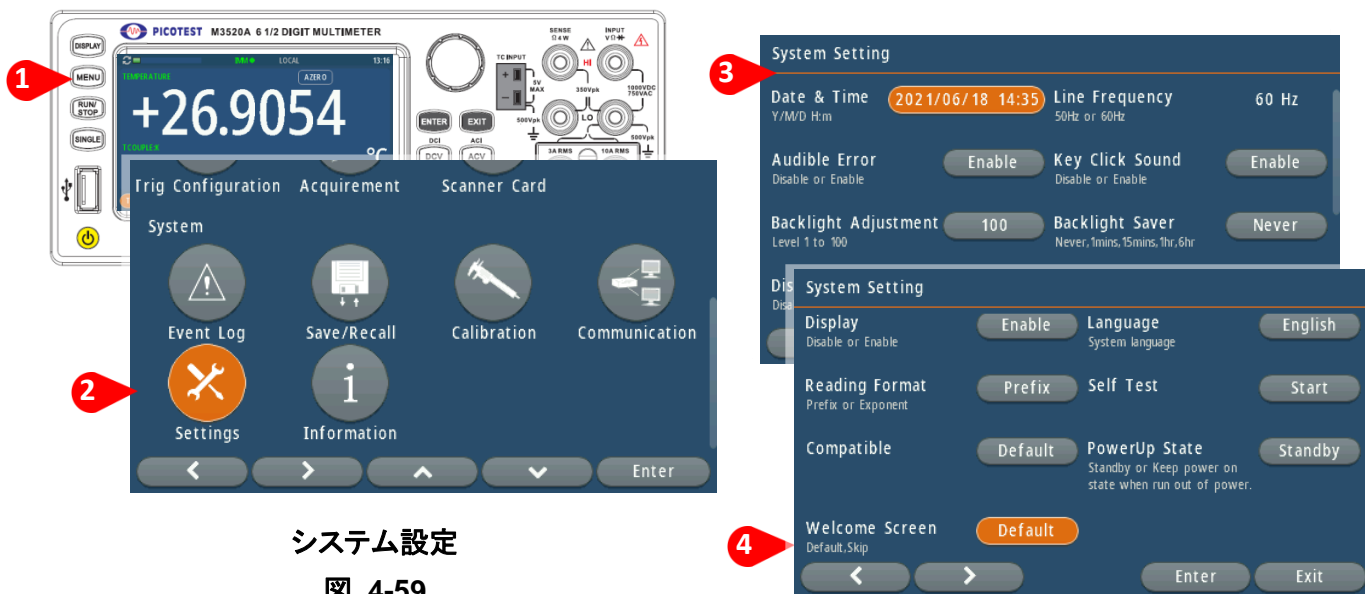 PICOTEST M3520A 6 1/2 DIGIT MULTIMETER
DISPLAY
MENU
RUN/
STOP
SINGLE
1
IMM
LOCAL
13:16
TEMPERATURE
AZERO
+26.9054
TCOUPLE:K
°C
SENSE
Ω 4 W
INPUT
TC INPUT
HI
5V
MAX
350Vpk
1000VDC
750VAC
500Vpk
LO
500Vpk
ENTER
EXIT
DCI
ACI
DCV
ACV
3A RMS
10A RMS
Trig Configuration
Acquirement
Scanner Card
System
Event Log
Save/Recall
Calibration
Communication
2
Settings
Information
Enter
システム設定
図 4-59
3
System Setting
Date & Time
2021/06/18 14:35
Line Frequency
60 Hz
Y/M/D H:m
50Hz or 60Hz
Audible Error
Enable
Key Click Sound
Enable
Disable or Enable
Disable or Enable
Backlight Adjustment
100
Backlight Saver
Never
Level 1 to 100
Never,1mins,15mins,1hr,6hr
Dis
Disa
System Setting
Display
Enable
Language
English
Disable or Enable
System language
Reading Format
Prefix
Self Test
Start
Prefix or Exponent
Compatible
Default
PowerUp State
Standby
Standby or Keep power on
state when run out of power.
4
Welcome Screen
Default
Default,Skip
Enter
Exit